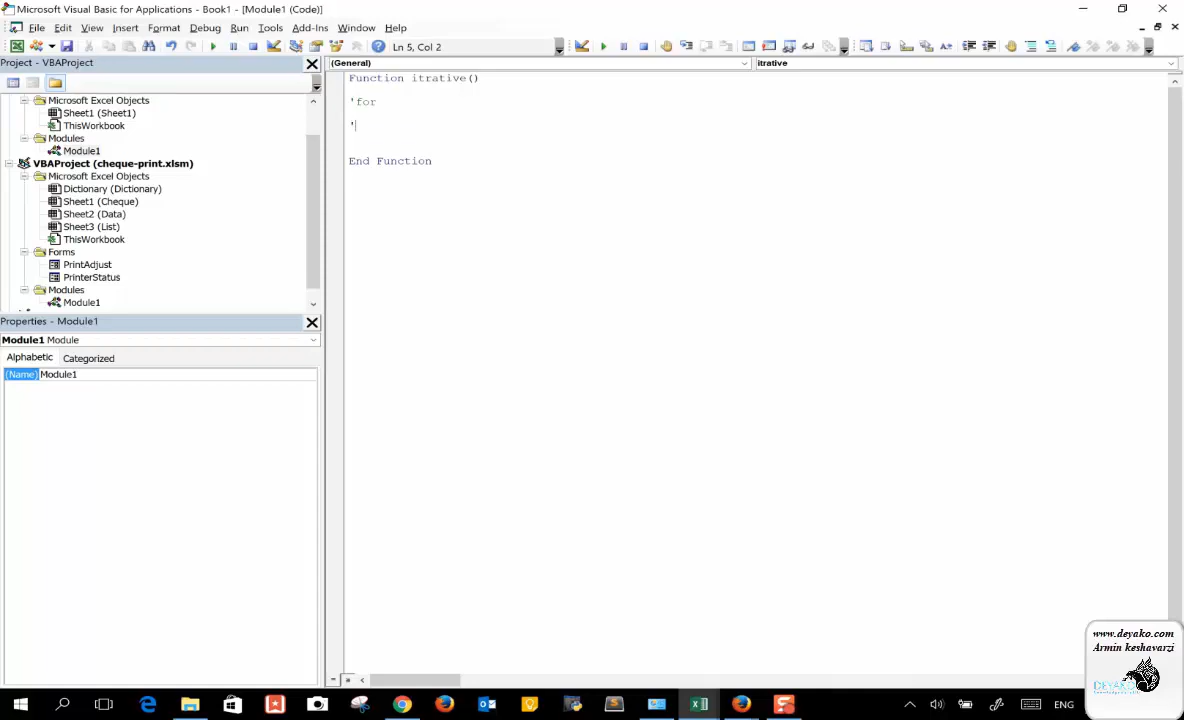 Microsoft Visual Basic for Applications - Book1 - [Module1 (Code)]
File Edit View Insert Format Debug Run Tools Add-Ins Window Help
Ln 5, Col 2
Project - VBAProject
(General)
itrative
Function itrative()
'for
'
End Function
Microsoft Excel Objects
Sheet1 (Sheet1)
ThisWorkbook
Modules
Module1
VBAProject (cheque-print.xlsm)
Microsoft Excel Objects
Dictionary (Dictionary)
Sheet1 (Cheque)
Sheet2 (Data)
Sheet3 (List)
ThisWorkbook
Forms
PrintAdjust
PrinterStatus
Modules
Module1
Properties - Module1
Module1 Module
Alphabetic Categorized
(Name) Module1
www.deyako.com
Armin keshavarzi
DEYAKO
ENG